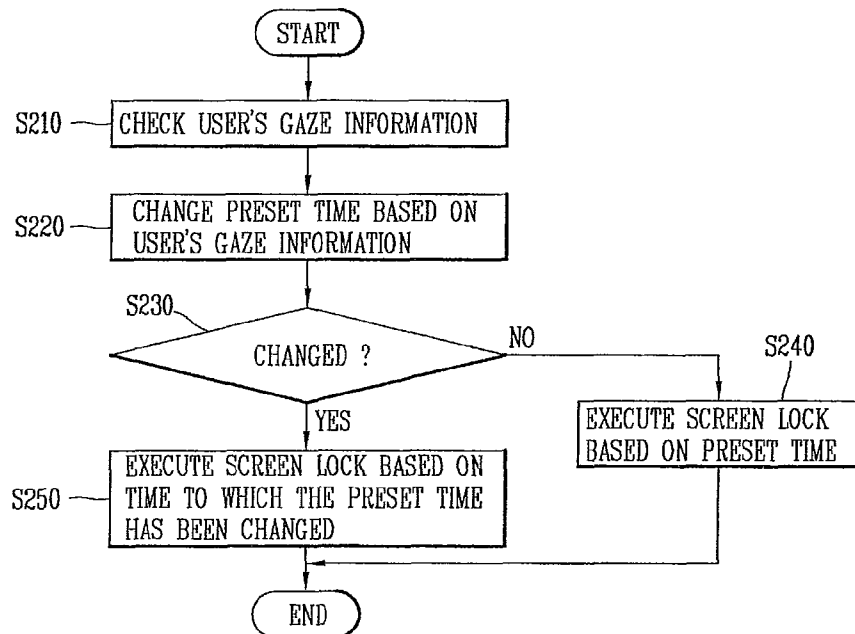 START
S210
CHECK USER'S GAZE INFORMATION
S220
CHANGE PRESET TIME BASED ON
USER'S GAZE INFORMATION
S230
CHANGED ?
NO
YES
S240
EXECUTE SCREEN LOCK
BASED ON PRESET TIME
S250
EXECUTE SCREEN LOCK BASED ON
TIME TO WHICH THE PRESET TIME
HAS BEEN CHANGED
END